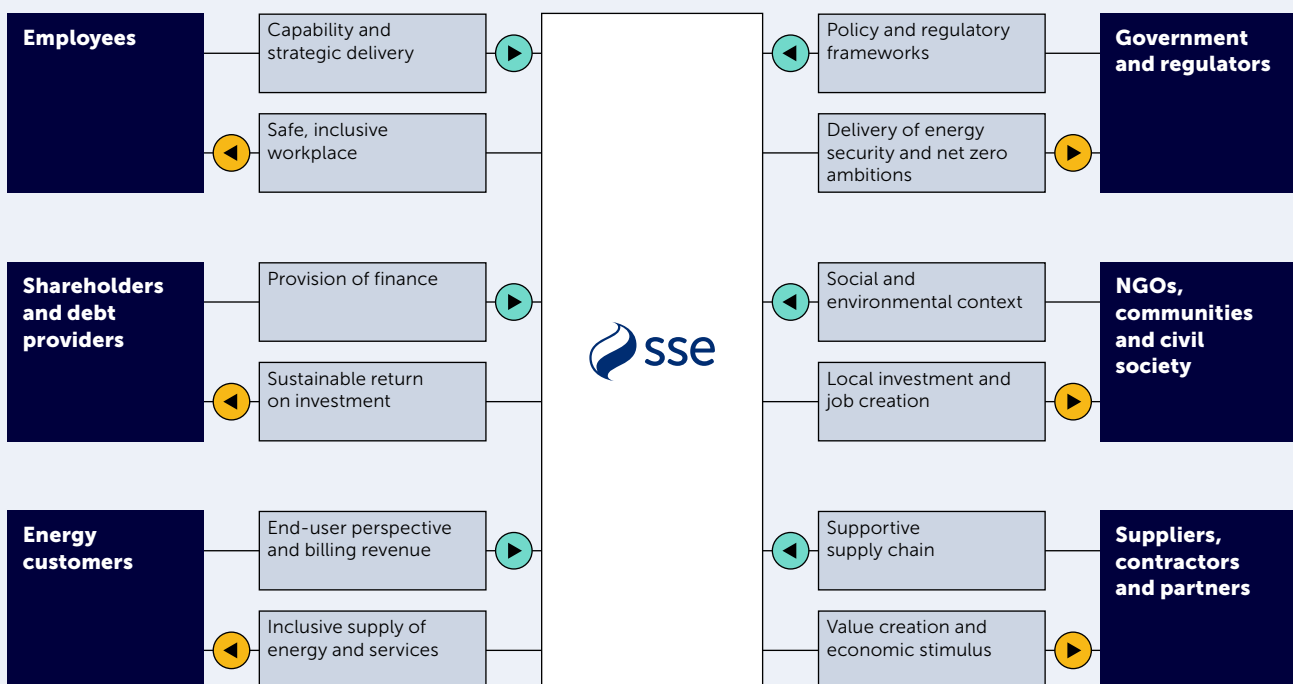 Employees
Capability and
strategic delivery
Safe, inclusive
workplace
Shareholders
and debt
providers
Provision of finance
Sustainable return
on investment
Energy
customers
End-user perspective
and billing revenue
Inclusive supply of
energy and services
sse
Policy and regulatory
frameworks
Government
and regulators
Delivery of energy
security and net zero
ambitions
Social and
environmental context
NGOs,
communities
and civil
society
Local investment and
job creation
Supportive
supply chain
Suppliers,
contractors
and partners
Value creation and
economic stimulus